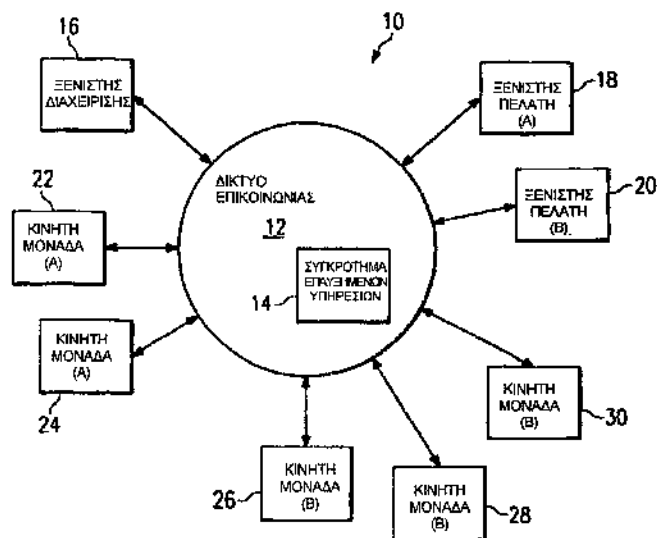 10
16
ΞΕΝΙΣΤΗΣ
ΔΙΑΧΕΙΡΙΣΗΣ
18
ΞΕΝΙΣΤΗΣ
ΠΕΛΑΤΗ
(Α)
ΔΙΚΤΥΟ
ΕΠΙΚΟΙΝΩΝΙΑΣ
12
20
ΞΕΝΙΣΤΗΣ
ΠΕΛΑΤΗ
(Β)
22
ΚΙΝΗΤΗ
ΜΟΝΑΔΑ
(Α)
ΣΥΓΚΡΟΤΗΜΑ
ΕΠΑΥΞΗΜΕΝΩΝ
ΥΠΗΡΕΣΙΩΝ
14
ΚΙΝΗΤΗ
ΜΟΝΑΔΑ
(Α)
24
ΚΙΝΗΤΗ
ΜΟΝΑΔΑ
(Β)
30
26
ΚΙΝΗΤΗ
ΜΟΝΑΔΑ
(Β)
ΚΙΝΗΤΗ
ΜΟΝΑΔΑ
(Β)
28